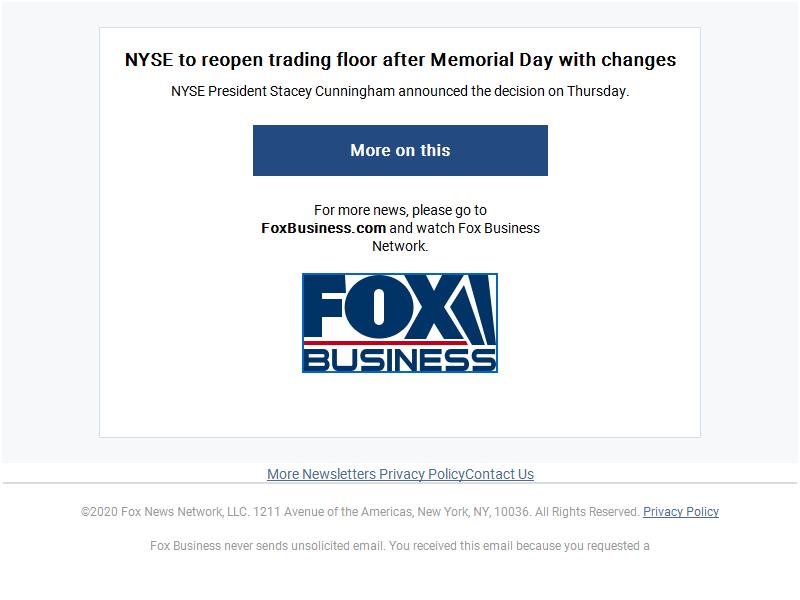 NYSE to reopen trading floor after Memorial Day with changes
NYSE President Stacey Cunningham announced the decision on Thursday.
More on this
For more news, please go to
FoxBusiness.com and watch Fox Business
Network.
FOX
BUSINESS
More Newsletters Privacy PolicyContact Us
©2020 Fox News Network, LLC. 1211 Avenue of the Americas, New York, NY, 10036. All Rights Reserved. Privacy Policy
Fox Business never sends unsolicited email. You received this email because you requested a